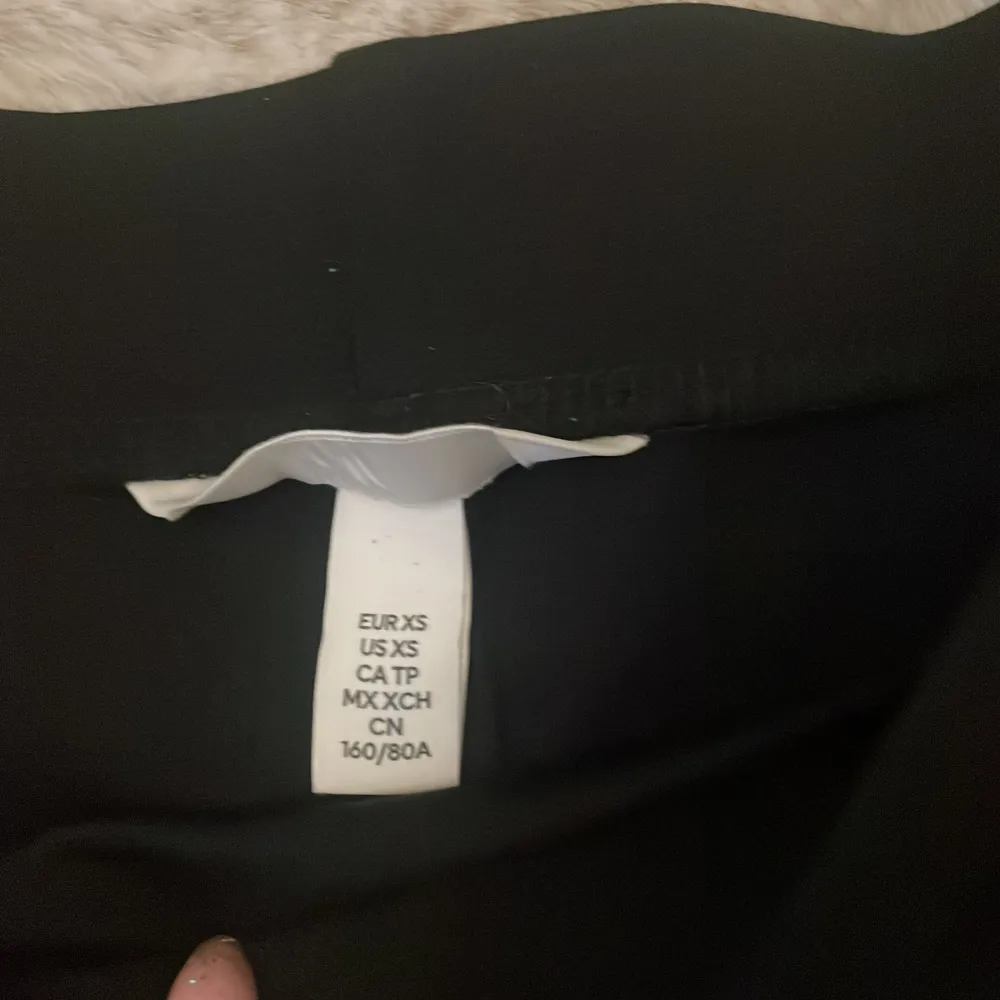 EUR XS
US XS
CA TP
MX XCH
CN
160/80A